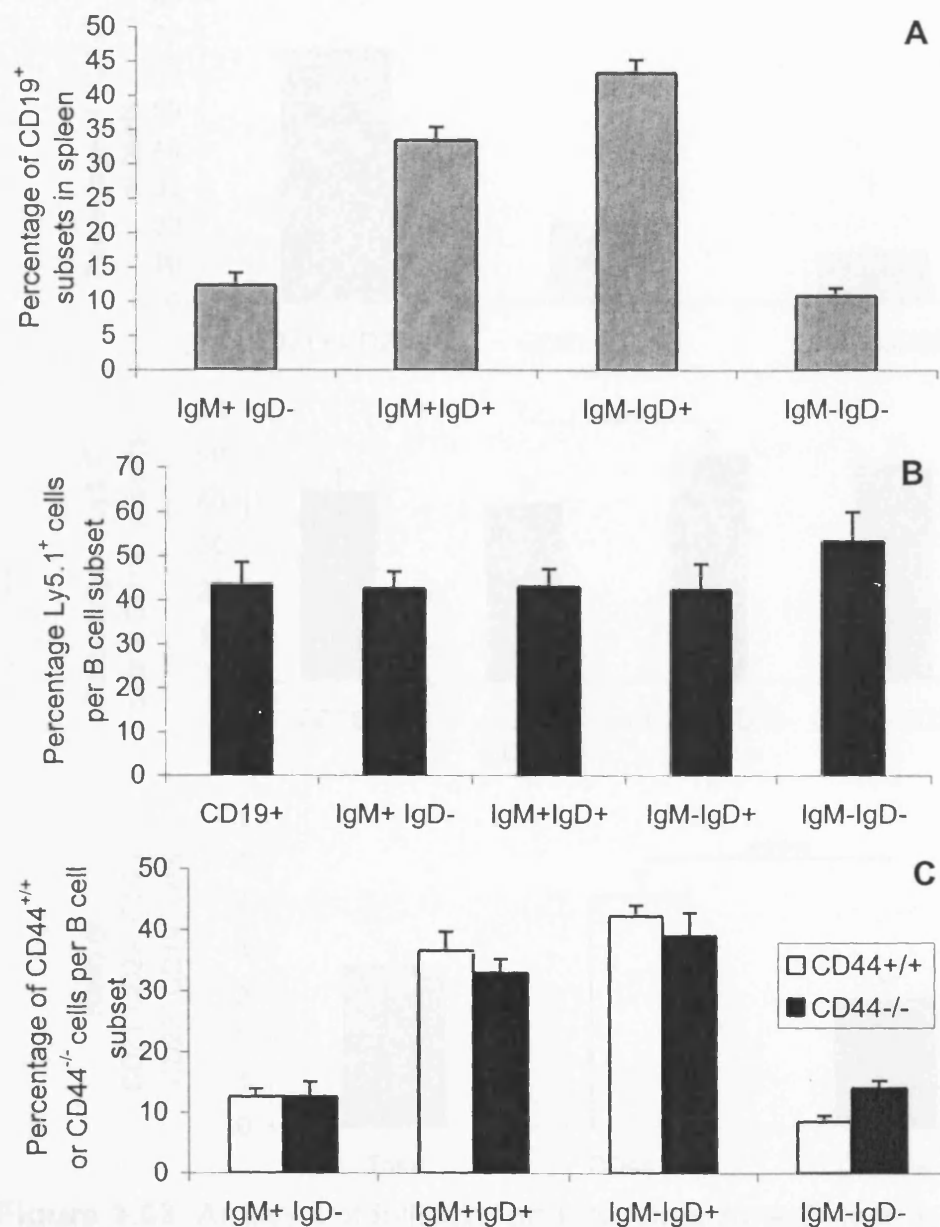 A
Percentage of CD19⁺
subsets in spleen
50
45
40
35
30
25
20
15
10
5
0
IgM+ IgD-
IgM+IgD+
IgM-IgD+
IgM-IgD-
B
Percentage Ly5.1⁺ cells
per B cell subset
70
60
50
40
30
20
10
0
CD19+
IgM+ IgD-
IgM+IgD+
IgM-IgD+
IgM-IgD-
C
Percentage of CD44⁺/⁺
or CD44⁻/⁻ cells per B cell
subset
50
40
30
20
10
0
CD44+/+
CD44-/-
IgM+ IgD-
IgM+IgD+
IgM-IgD+
IgM-IgD-